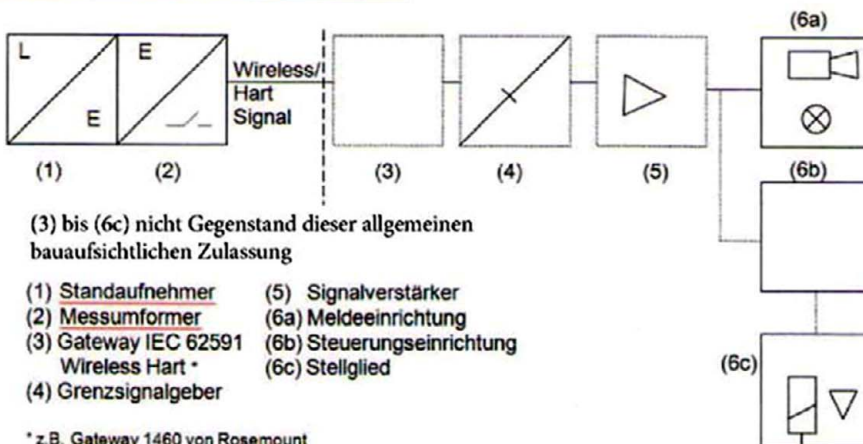 (6a)
L E E Wireless/
Hart
Signal
(1) (2) (3) (4) (5) (6b)
(3) bis (6c) nicht Gegenstand dieser allgemeinen
bauaufsichtlichen Zulassung
(1) Standaufnehmer
(2) Messumformer
(3) Gateway IEC 62591
Wireless Hart *
(4) Grenzsignalgeber
(5) Signalverstärker
(6a) Meldeeinrichtung
(6b) Steuerungseinrichtung
(6c) Stellglied
(6c)
* z.B. Gateway 1460 von Rosemount